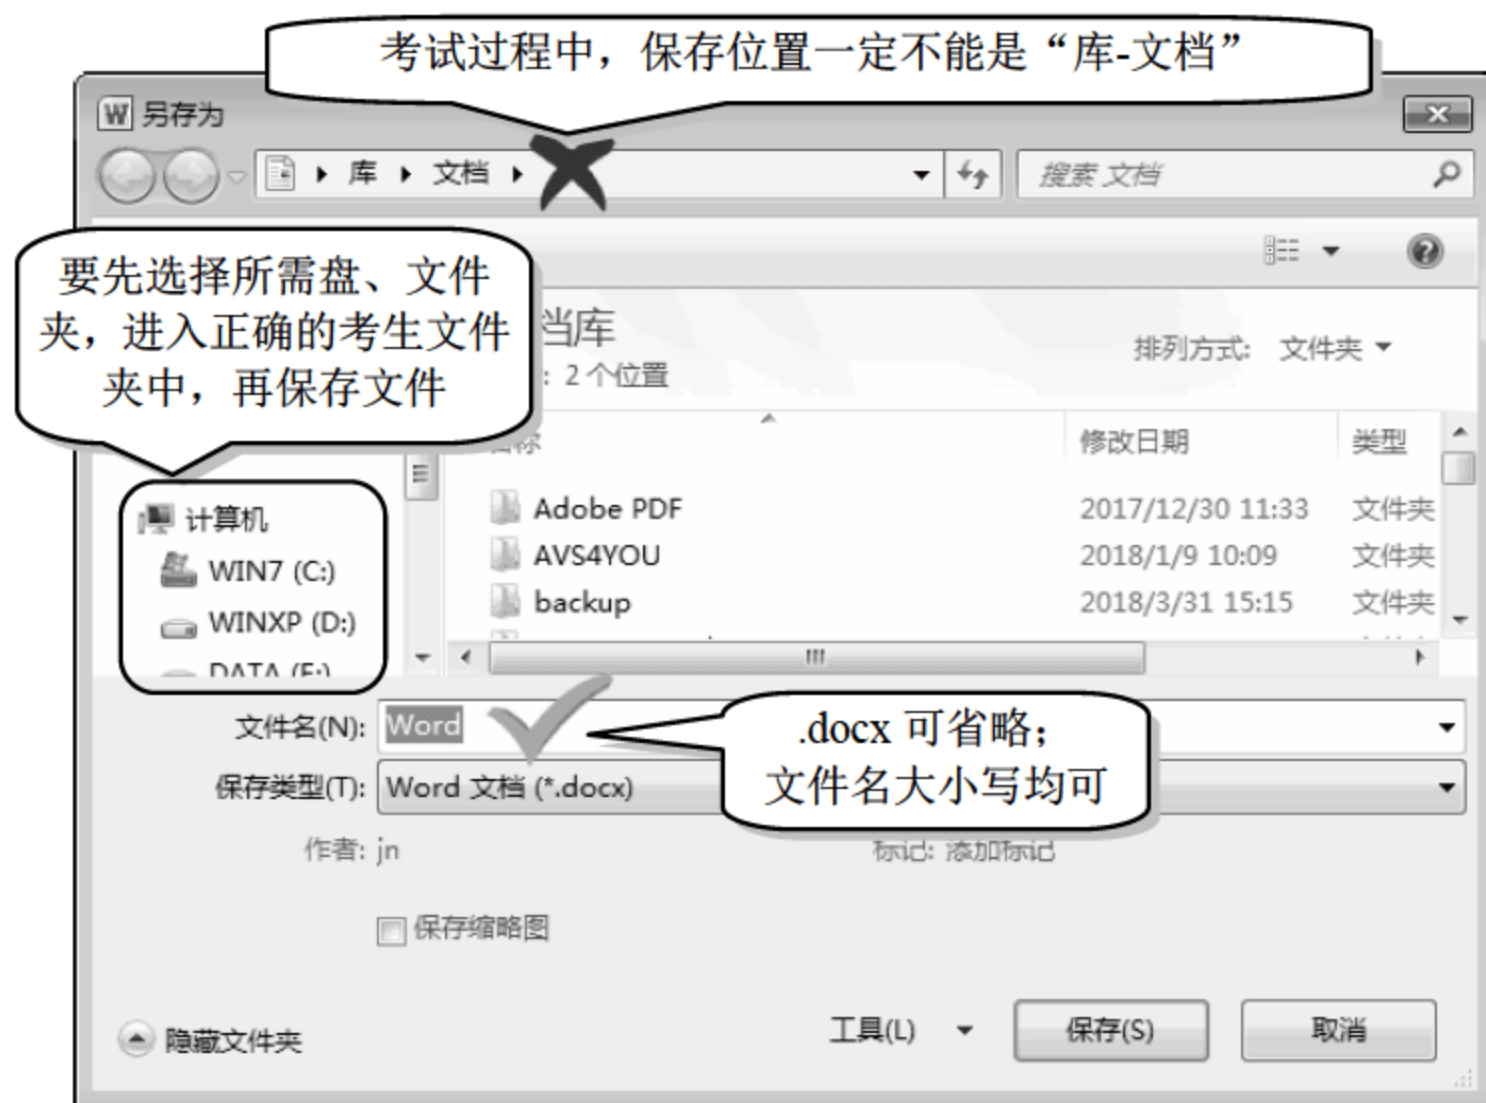 考试过程中，保存位置一定不能是“库-文档”
另存为
库 文档
搜索 文档
要先选择所需盘、文件
夹，进入正确的考生文件
夹中，再保存文件
档库
: 2 个位置
排列方式: 文件夹
修改日期 类型
Adobe PDF 2017/12/30 11:33 文件夹
AVS4YOU 2018/1/9 10:09 文件夹
backup 2018/3/31 15:15 文件夹
计算机
WIN7 (C:)
WINXP (D:)
DATA (E:)
文件名(N): Word
保存类型(T): Word 文档 (*.docx)
.docx 可省略；
文件名大小写均可
作者: jn 标记: 添加标记
保存缩略图
隐藏文件夹
工具(L) 保存(S) 取消